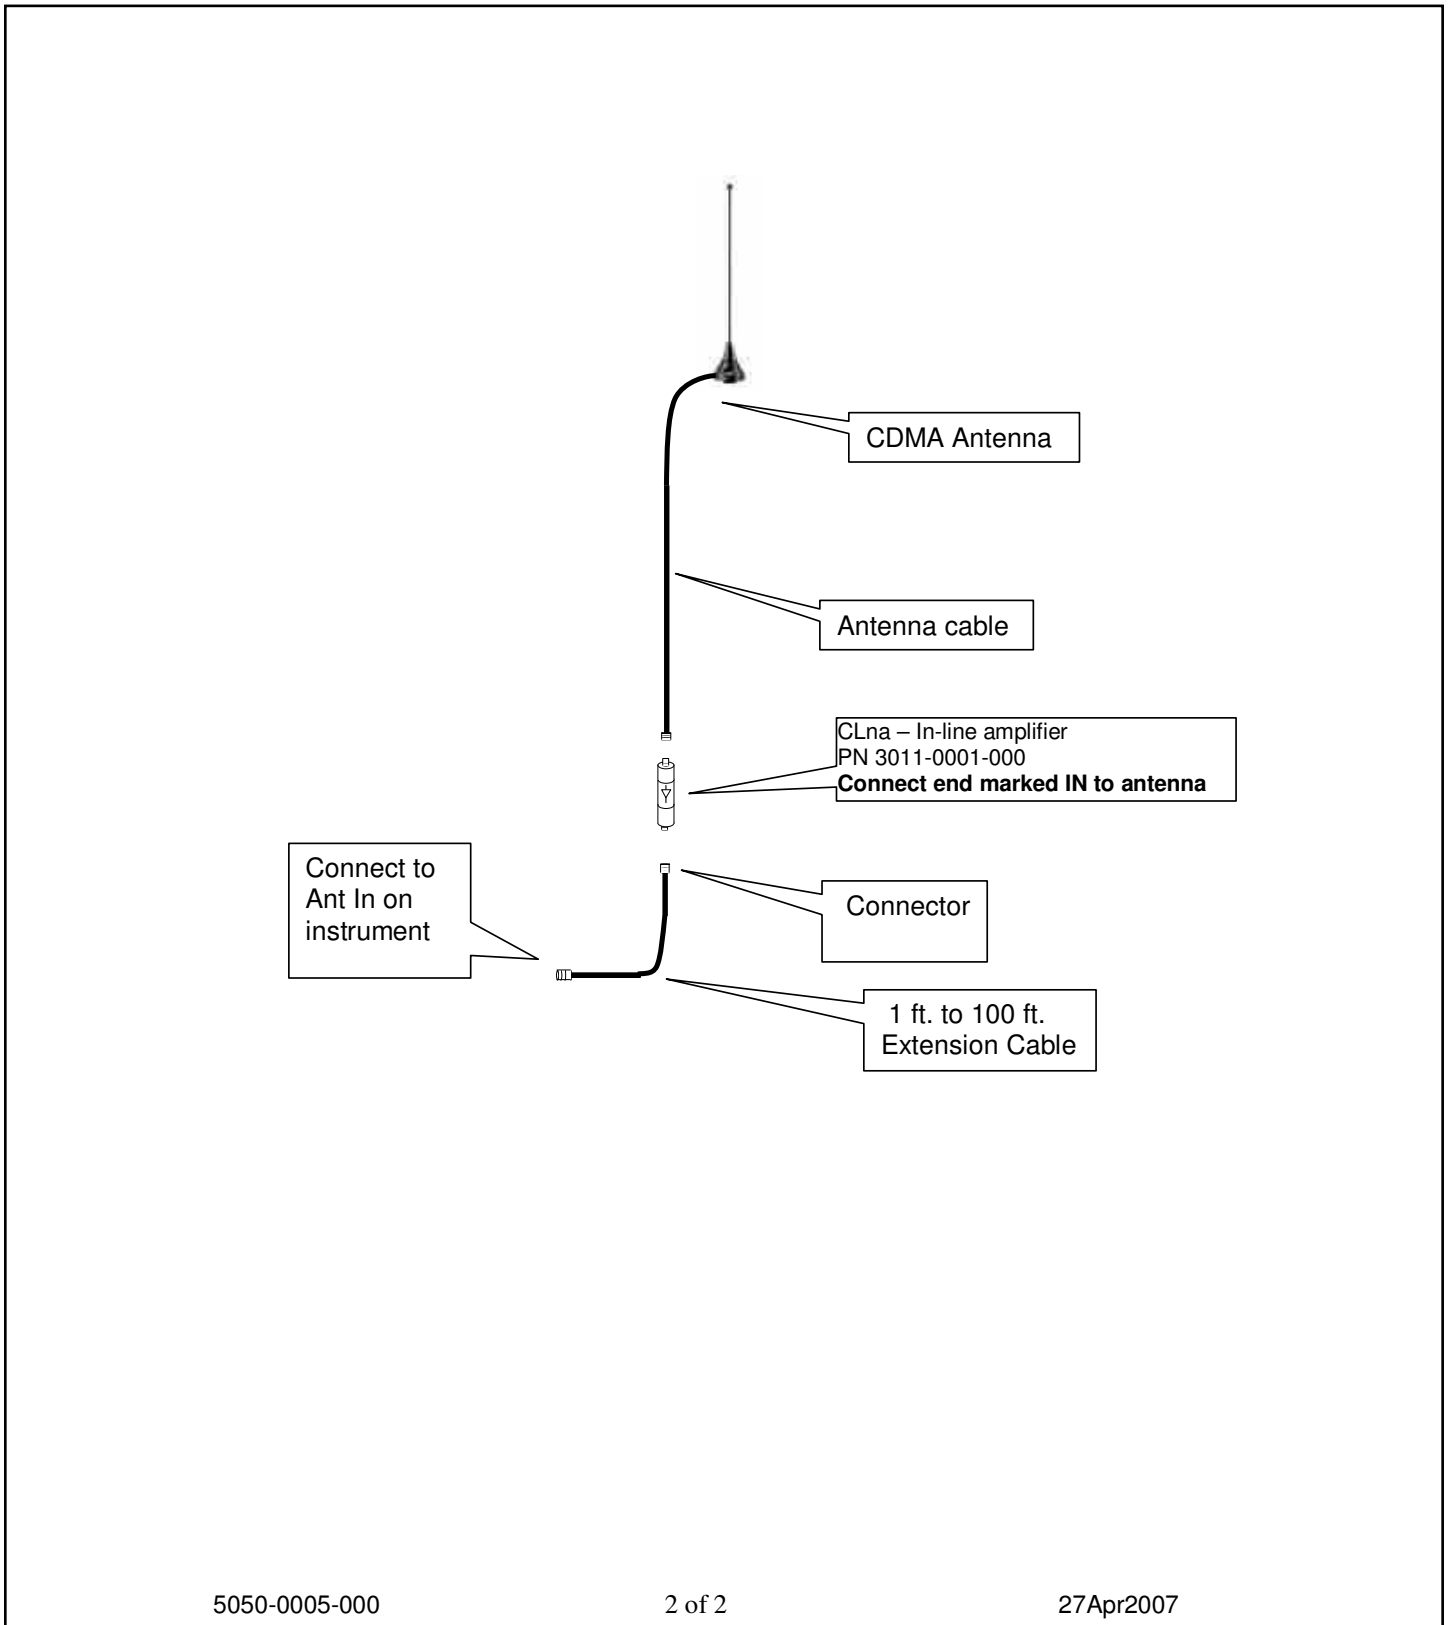 CDMA Antenna
Antenna cable
CLna – In-line amplifier
PN 3011-0001-000
Connect end marked IN to antenna
Connect to
Ant In on
instrument
Connector
1 ft. to 100 ft.
Extension Cable
5050-0005-000 2 of 2 27Apr2007